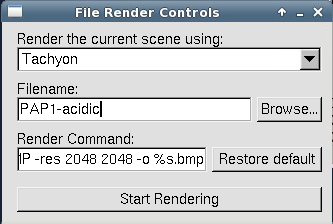 File Render Controls
Render the current scene using:
Tachyon
Filename:
PAP1-acidic
Browse...
Render Command:
-res 2048 2048 -o %s.bmp
Restore default
Start Rendering